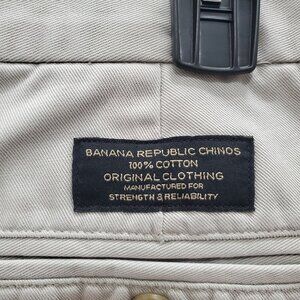 BANANA REPUBLIC CHINOS
100% COTTON
ORIGINAL CLOTHING
MANUFACTURED FOR
STRENGTH & RELIABILITY